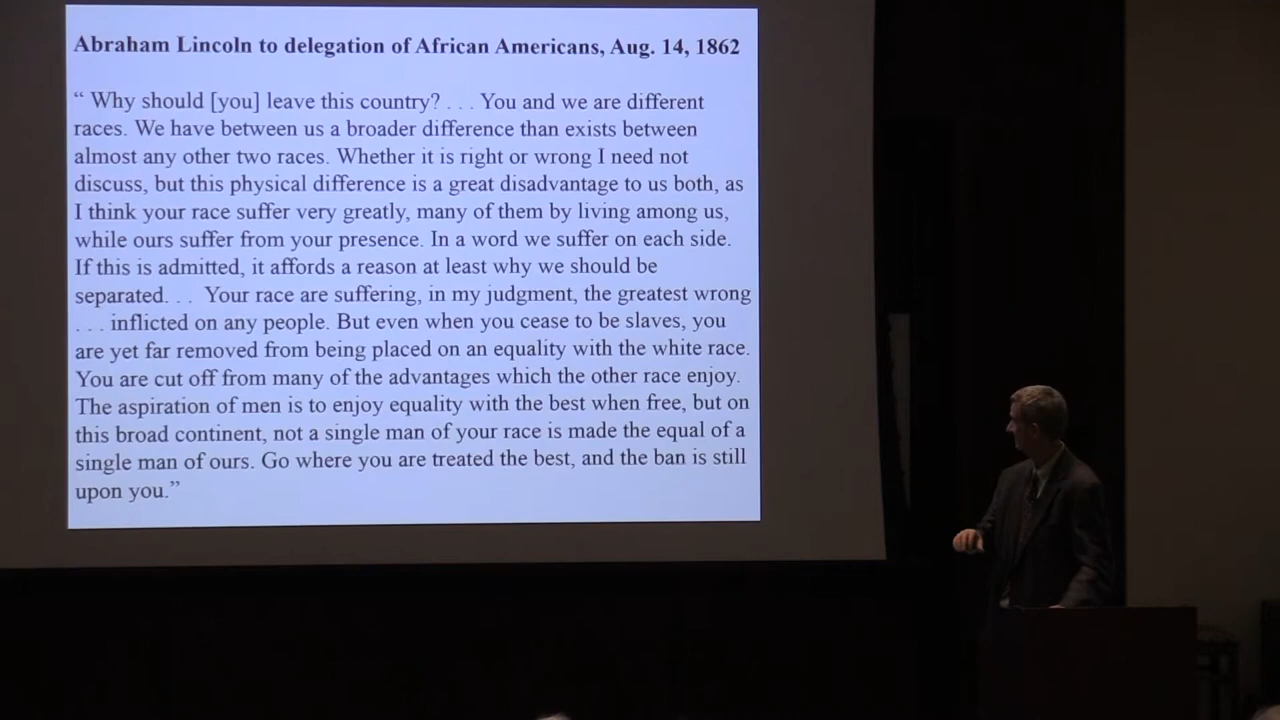 Abraham Lincoln to delegation of African Americans, Aug. 14, 1862
“ Why should [you] leave this country? . . . You and we are different
races. We have between us a broader difference than exists between
almost any other two races. Whether it is right or wrong I need not
discuss, but this physical difference is a great disadvantage to us both, as
I think your race suffer very greatly, many of them by living among us,
while ours suffer from your presence. In a word we suffer on each side.
If this is admitted, it affords a reason at least why we should be
separated. . . Your race are suffering, in my judgment, the greatest wrong
. . . inflicted on any people. But even when you cease to be slaves, you
are yet far removed from being placed on an equality with the white race.
You are cut off from many of the advantages which the other race enjoy.
The aspiration of men is to enjoy equality with the best when free, but on
this broad continent, not a single man of your race is made the equal of a
single man of ours. Go where you are treated the best, and the ban is still
upon you.”